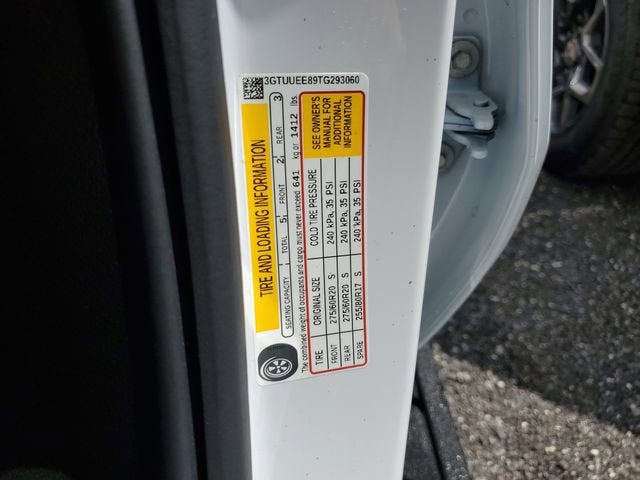 3GTUUEE89TG293060
TIRE AND LOADING INFORMATION
SEATING CAPACITY TOTAL 5 FRONT 2 REAR 3
The combined weight of occupants and cargo must never exceed 641 kg or 1412 lbs.
TIRE ORIGINAL SIZE COLD TIRE PRESSURE
FRONT 275/60R20 S 240 kPa, 35 PSI
REAR 275/60R20 S 240 kPa, 35 PSI
SPARE 255/80R17 S 240 kPa, 35 PSI
SEE OWNER'S
MANUAL FOR
ADDITIONAL
INFORMATION